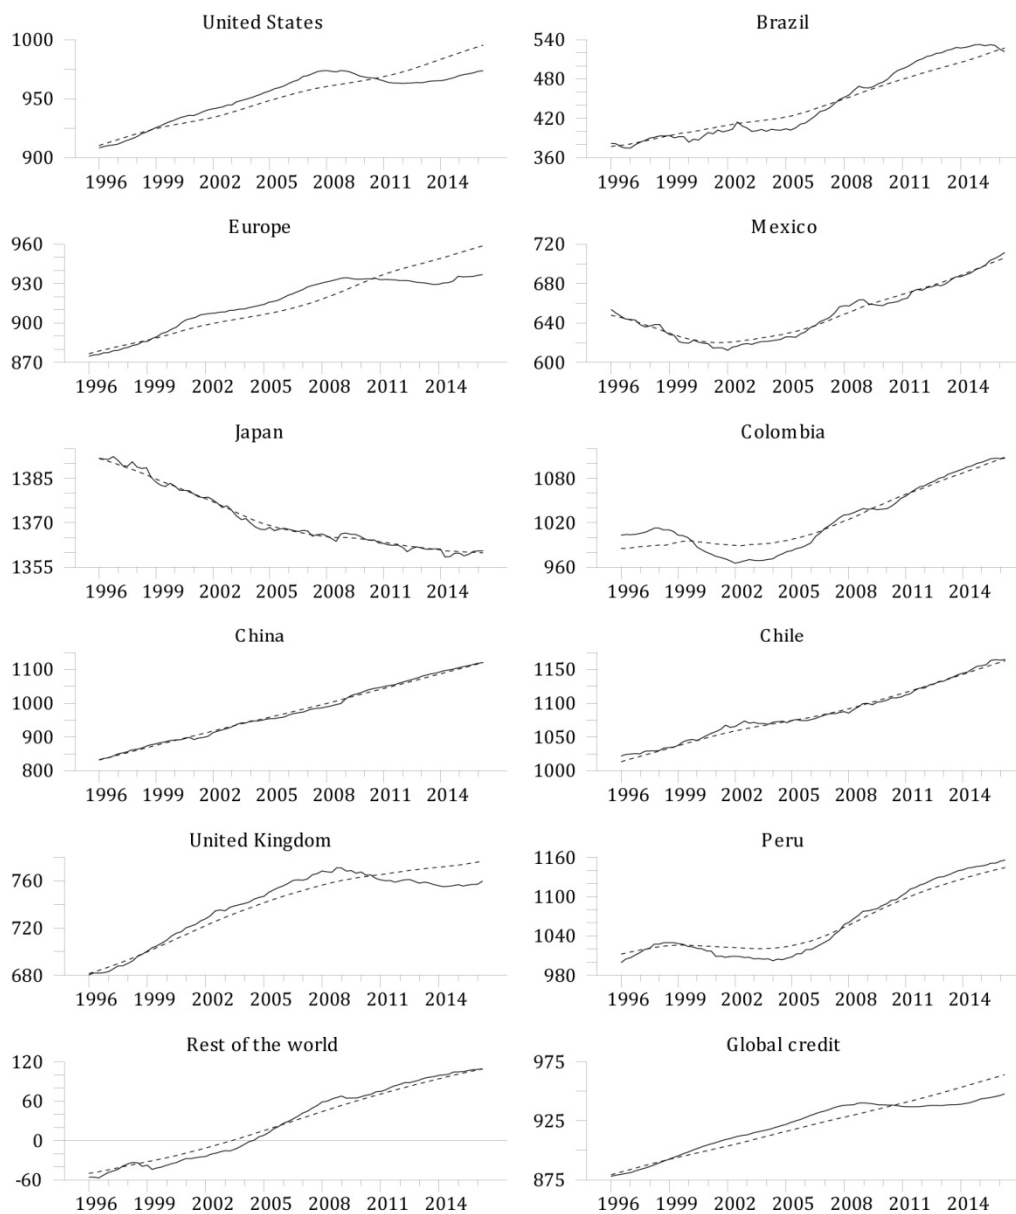 United States
1000
950
900
1996 1999 2002 2005 2008 2011 2014
Brazil
540
480
420
360
1996 1999 2002 2005 2008 2011 2014
Europe
960
930
900
870
1996 1999 2002 2005 2008 2011 2014
Mexico
720
680
640
600
1996 1999 2002 2005 2008 2011 2014
Japan
1385
1370
1355
1996 1999 2002 2005 2008 2011 2014
Colombia
1080
1020
960
1996 1999 2002 2005 2008 2011 2014
China
1100
1000
900
800
1996 1999 2002 2005 2008 2011 2014
Chile
1150
1100
1050
1000
1996 1999 2002 2005 2008 2011 2014
United Kingdom
760
720
680
1996 1999 2002 2005 2008 2011 2014
Peru
1160
1100
1040
980
1996 1999 2002 2005 2008 2011 2014
Rest of the world
120
60
0
-60
1996 1999 2002 2005 2008 2011 2014
Global credit
975
925
875
1996 1999 2002 2005 2008 2011 2014